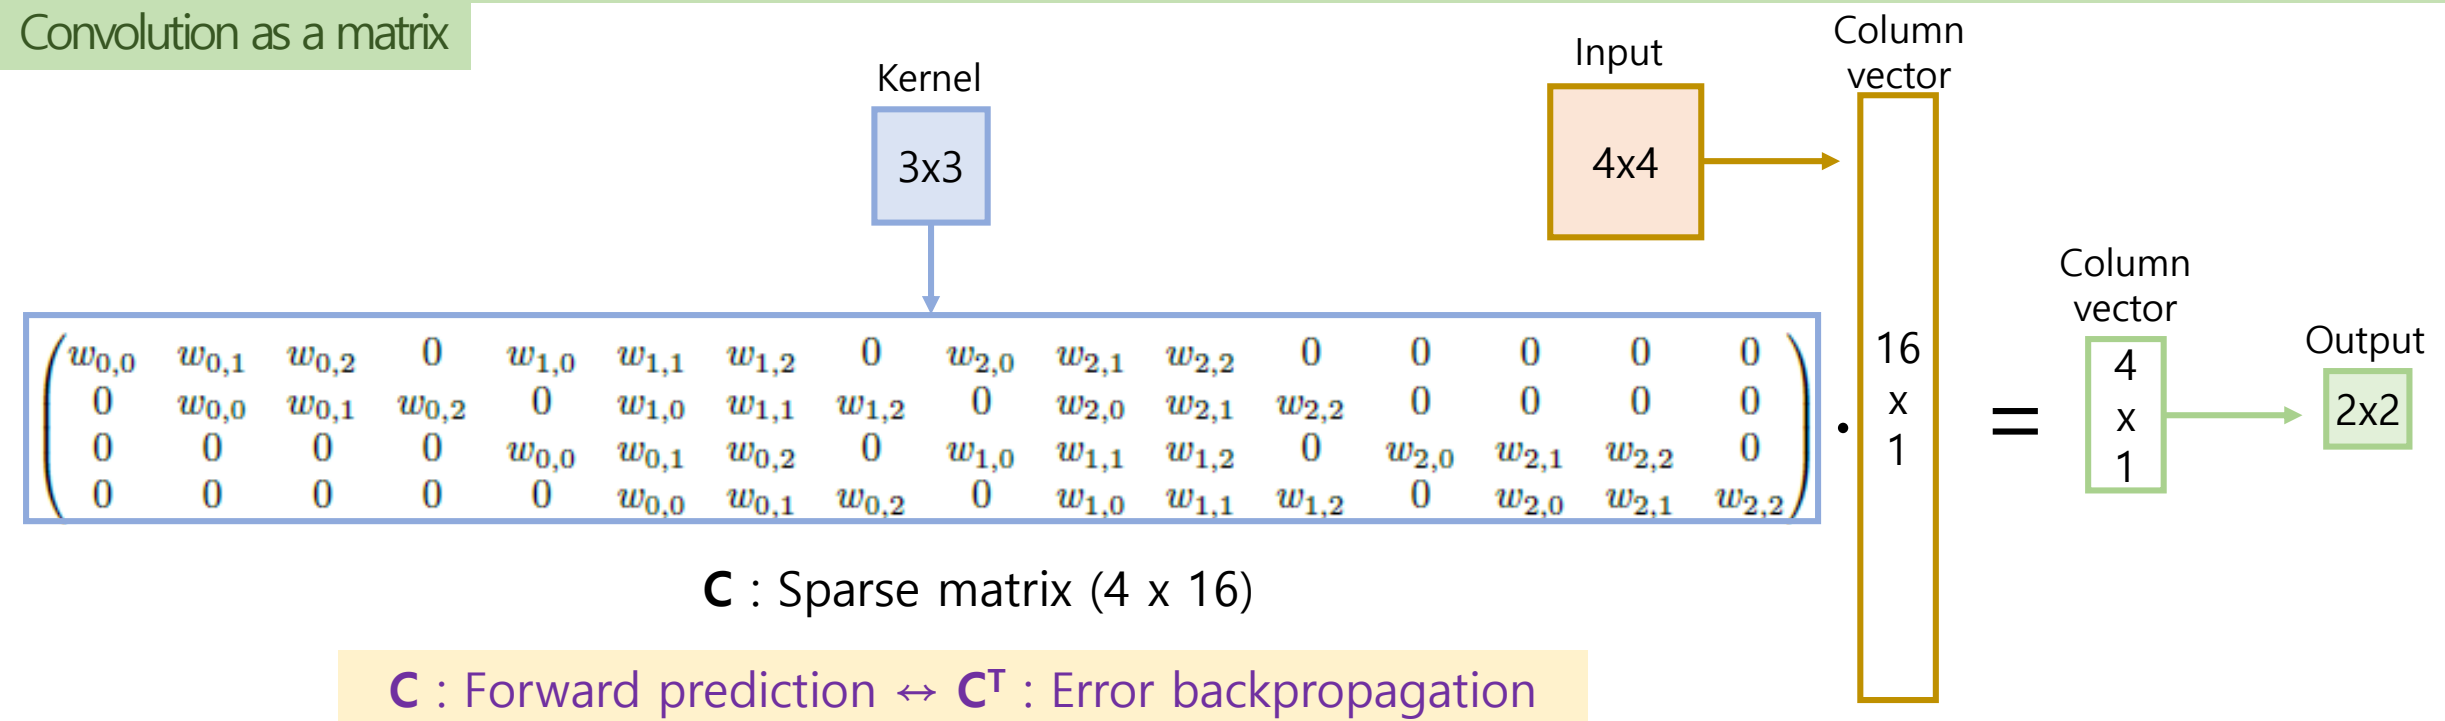 Convolution as a matrix
Kernel
3x3
Input
4x4
Column
vector
w0,0 w0,1 w0,2 0 w1,0 w1,1 w1,2 0 w2,0 w2,1 w2,2 0 0 0 0 0
0 w0,0 w0,1 w0,2 0 w1,0 w1,1 w1,2 0 w2,0 w2,1 w2,2 0 0 0 0
0 0 0 0 w0,0 w0,1 w0,2 0 w1,0 w1,1 w1,2 0 w2,0 w2,1 w2,2 0
0 0 0 0 0 w0,0 w0,1 w0,2 0 w1,0 w1,1 w1,2 0 w2,0 w2,1 w2,2
·
16
x
1
=
Column
vector
4
x
1
Output
2x2
C : Sparse matrix (4 x 16)
C : Forward prediction ↔ Cᵀ : Error backpropagation